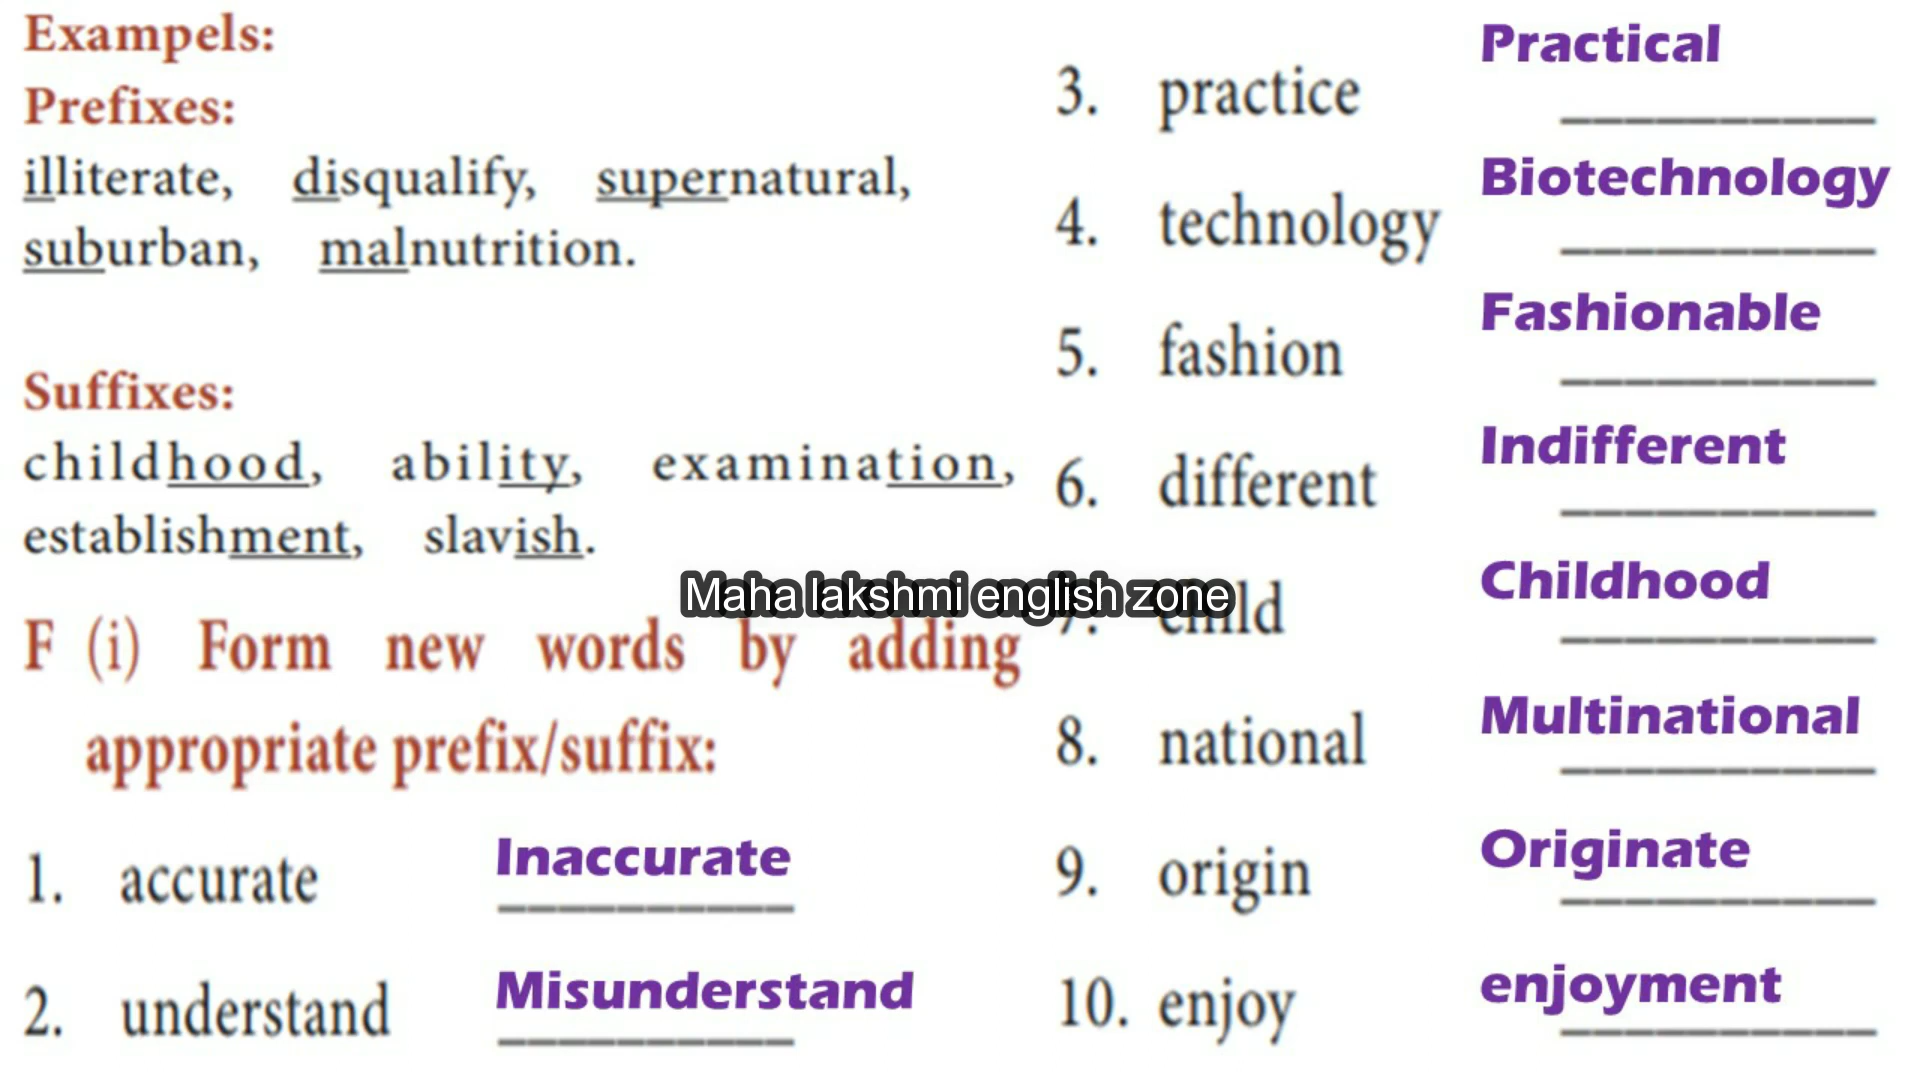 Exampels:
Prefixes:
illiterate, disqualify, supernatural,
suburban, malnutrition.
Suffixes:
childhood, ability, examination,
establishment, slavish.
F (i) Form new words by adding
appropriate prefix/suffix:
1. accurate Inaccurate
2. understand Misunderstand
3. practice Practical
4. technology Biotechnology
5. fashion Fashionable
6. different Indifferent
7. child Childhood
8. national Multinational
9. origin Originate
10. enjoy enjoyment
Maha lakshmi english zone